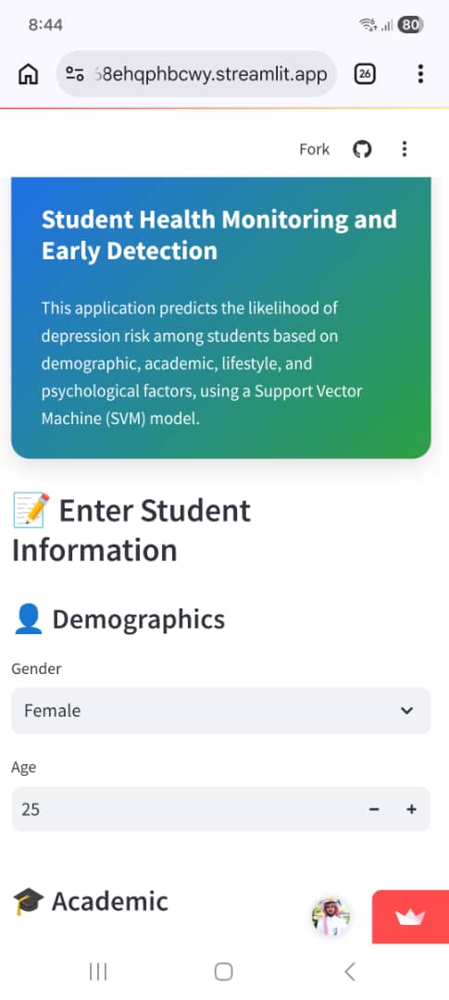 8:44
80
68ehqphbcwy.streamlit.app
26
Fork
Student Health Monitoring and
Early Detection
This application predicts the likelihood of
depression risk among students based on
demographic, academic, lifestyle, and
psychological factors, using a Support Vector
Machine (SVM) model.
📝 Enter Student
Information
👤 Demographics
Gender
Female
Age
25
− +
🎓 Academic